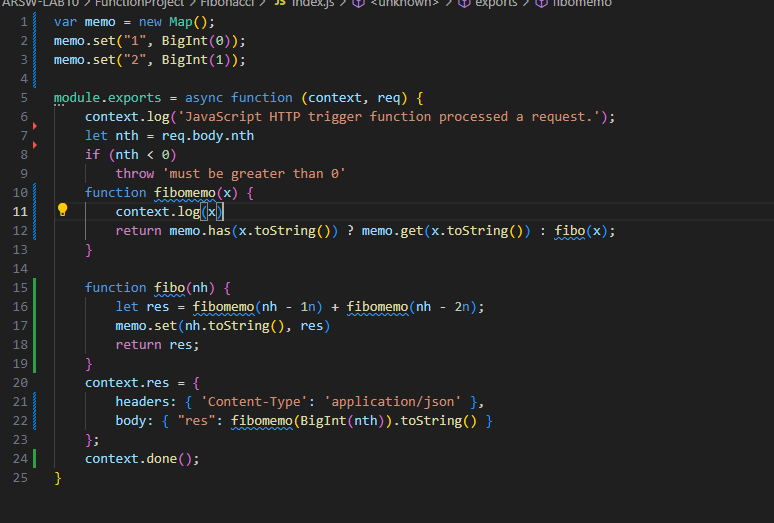 ARSW-LAB10 > FunctionProject > Fibonacci > JS index.js > <unknown> > exports > fibomemo
1 var memo = new Map();
2 memo.set("1", BigInt(0));
3 memo.set("2", BigInt(1));
4
5 module.exports = async function (context, req) {
6 context.log('JavaScript HTTP trigger function processed a request.');
7 let nth = req.body.nth
8 if (nth < 0)
9 throw 'must be greater than 0'
10 function fibomemo(x) {
11 context.log(x)
12 return memo.has(x.toString()) ? memo.get(x.toString()) : fibo(x);
13 }
14
15 function fibo(nh) {
16 let res = fibomemo(nh - 1n) + fibomemo(nh - 2n);
17 memo.set(nh.toString(), res)
18 return res;
19 }
20 context.res = {
21 headers: { 'Content-Type': 'application/json' },
22 body: { "res": fibomemo(BigInt(nth)).toString() }
23 };
24 context.done();
25 }